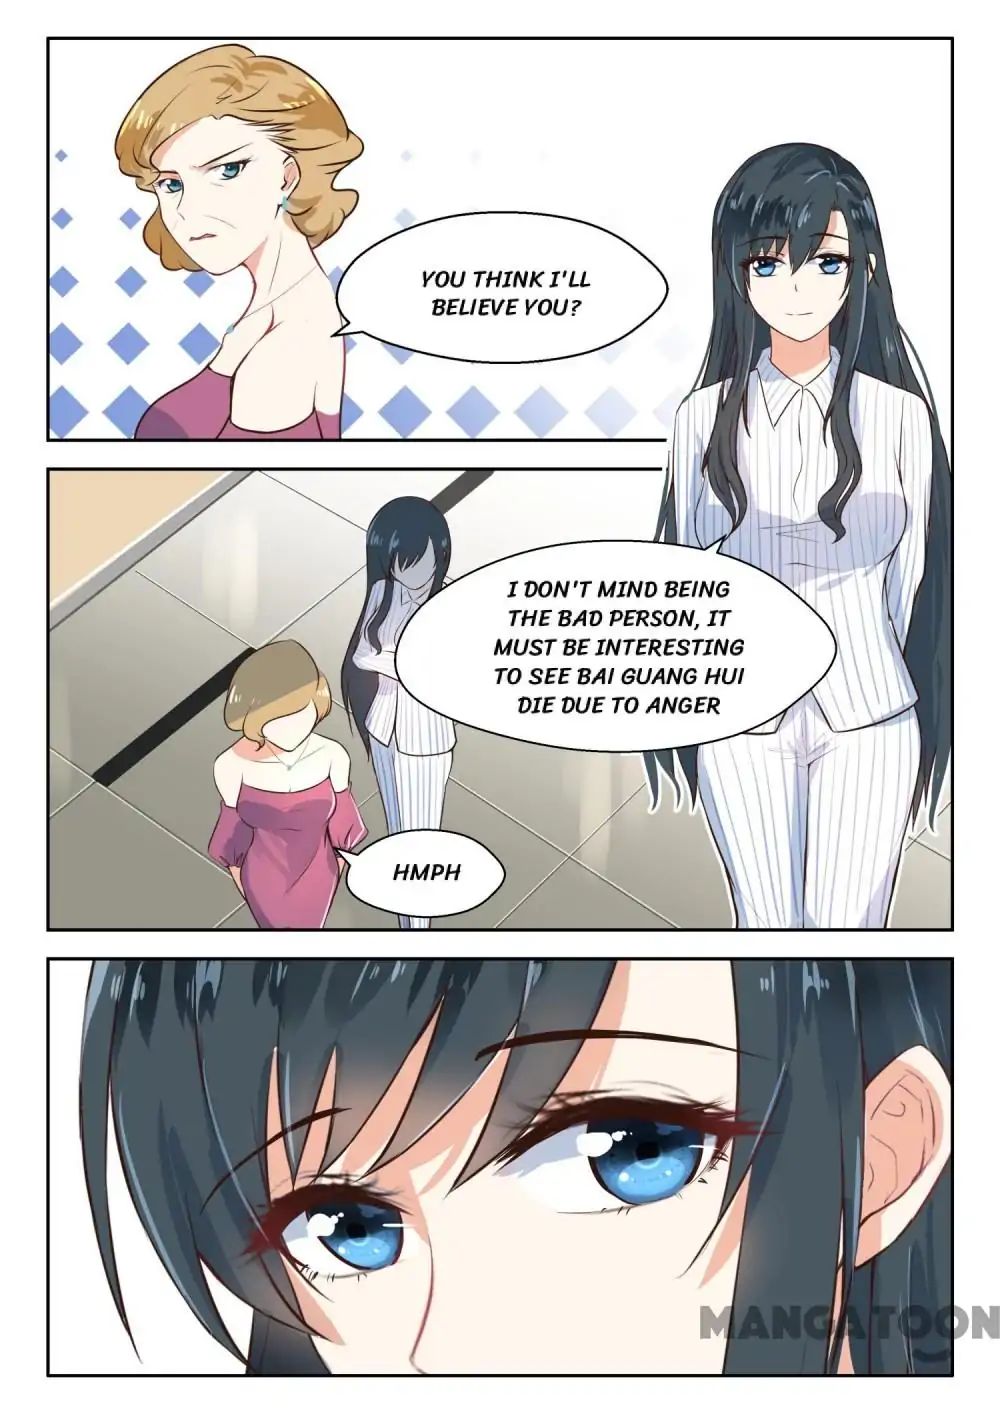 YOU THINK I'LL
BELIEVE YOU?
I DON'T MIND BEING
THE BAD PERSON, IT
MUST BE INTERESTING
TO SEE BAI GUANG HUI
DIE DUE TO ANGER
HMPH
MANGATOON